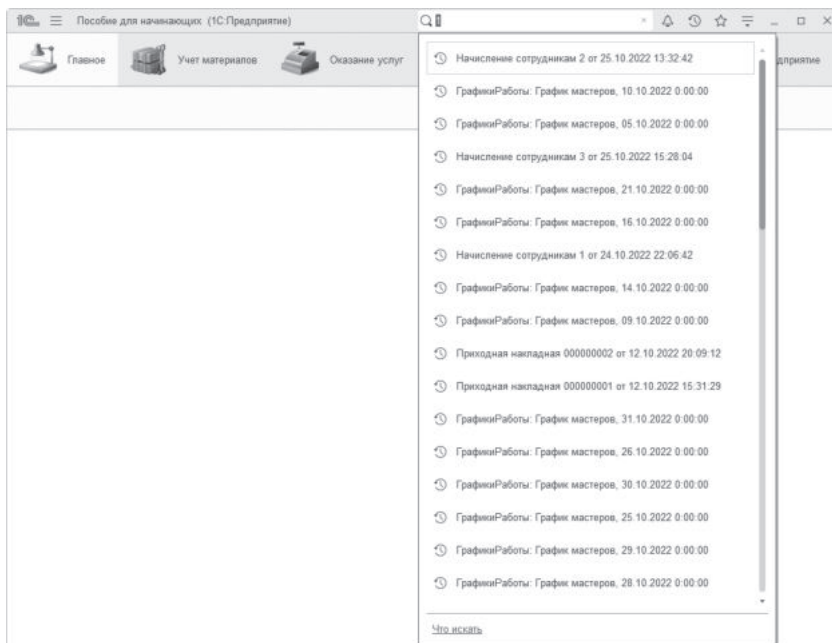 1С Пособие для начинающих (1С:Предприятие)
Главное
Учет материалов
Оказание услуг
дприятие
Начисление сотрудникам 2 от 25.10.2022 13:32:42
ГрафикиРаботы: График мастеров, 10.10.2022 0:00:00
ГрафикиРаботы: График мастеров, 05.10.2022 0:00:00
Начисление сотрудникам 3 от 25.10.2022 15:28:04
ГрафикиРаботы: График мастеров, 21.10.2022 0:00:00
ГрафикиРаботы: График мастеров, 16.10.2022 0:00:00
Начисление сотрудникам 1 от 24.10.2022 22:06:42
ГрафикиРаботы: График мастеров, 14.10.2022 0:00:00
ГрафикиРаботы: График мастеров, 09.10.2022 0:00:00
Приходная накладная 000000002 от 12.10.2022 20:09:12
Приходная накладная 000000001 от 12.10.2022 15:31:29
ГрафикиРаботы: График мастеров, 31.10.2022 0:00:00
ГрафикиРаботы: График мастеров, 26.10.2022 0:00:00
ГрафикиРаботы: График мастеров, 30.10.2022 0:00:00
ГрафикиРаботы: График мастеров, 25.10.2022 0:00:00
ГрафикиРаботы: График мастеров, 29.10.2022 0:00:00
ГрафикиРаботы: График мастеров, 28.10.2022 0:00:00
Что искать